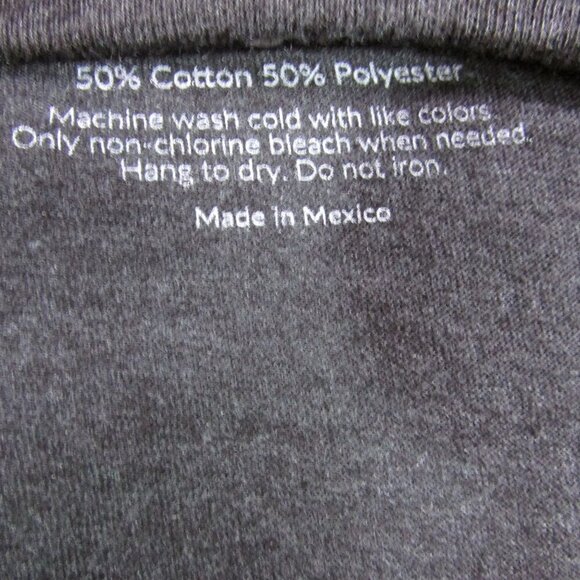 50% Cotton 50% Polyester
Machine wash cold with like colors
Only non-chlorine bleach when needed.
Hang to dry. Do not iron.
Made in Mexico